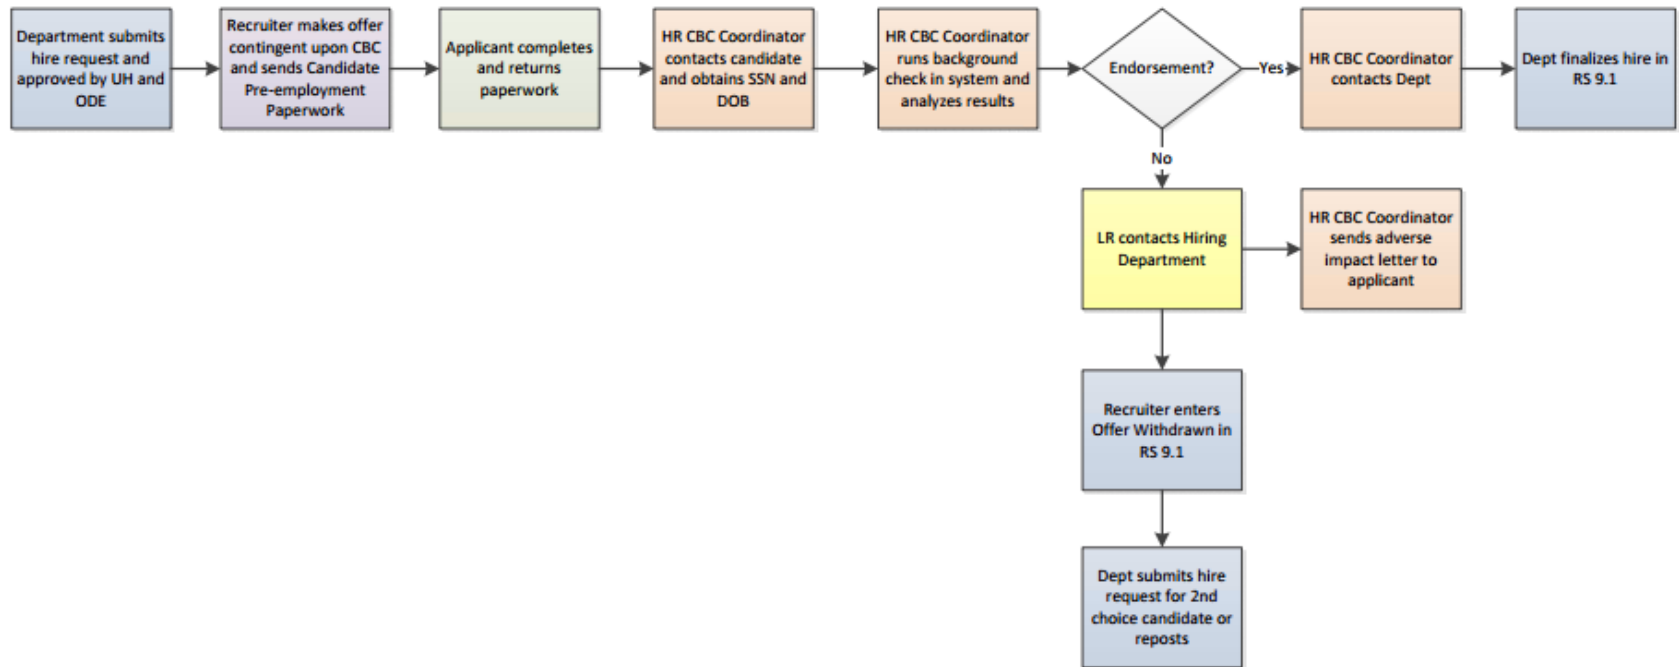 Department submits
hire request and
approved by UH and
ODE
Recruiter makes offer
contingent upon CBC
and sends Candidate
Pre-employment
Paperwork
Applicant completes
and returns
paperwork
HR CBC Coordinator
contacts candidate
and obtains SSN and
DOB
HR CBC Coordinator
runs background
check in system and
analyzes results
Endorsement?
Yes
HR CBC Coordinator
contacts Dept
Dept finalizes hire in
RS 9.1
No
LR contacts Hiring
Department
HR CBC Coordinator
sends adverse
impact letter to
applicant
Recruiter enters
Offer Withdrawn in
RS 9.1
Dept submits hire
request for 2nd
choice candidate or
reposts